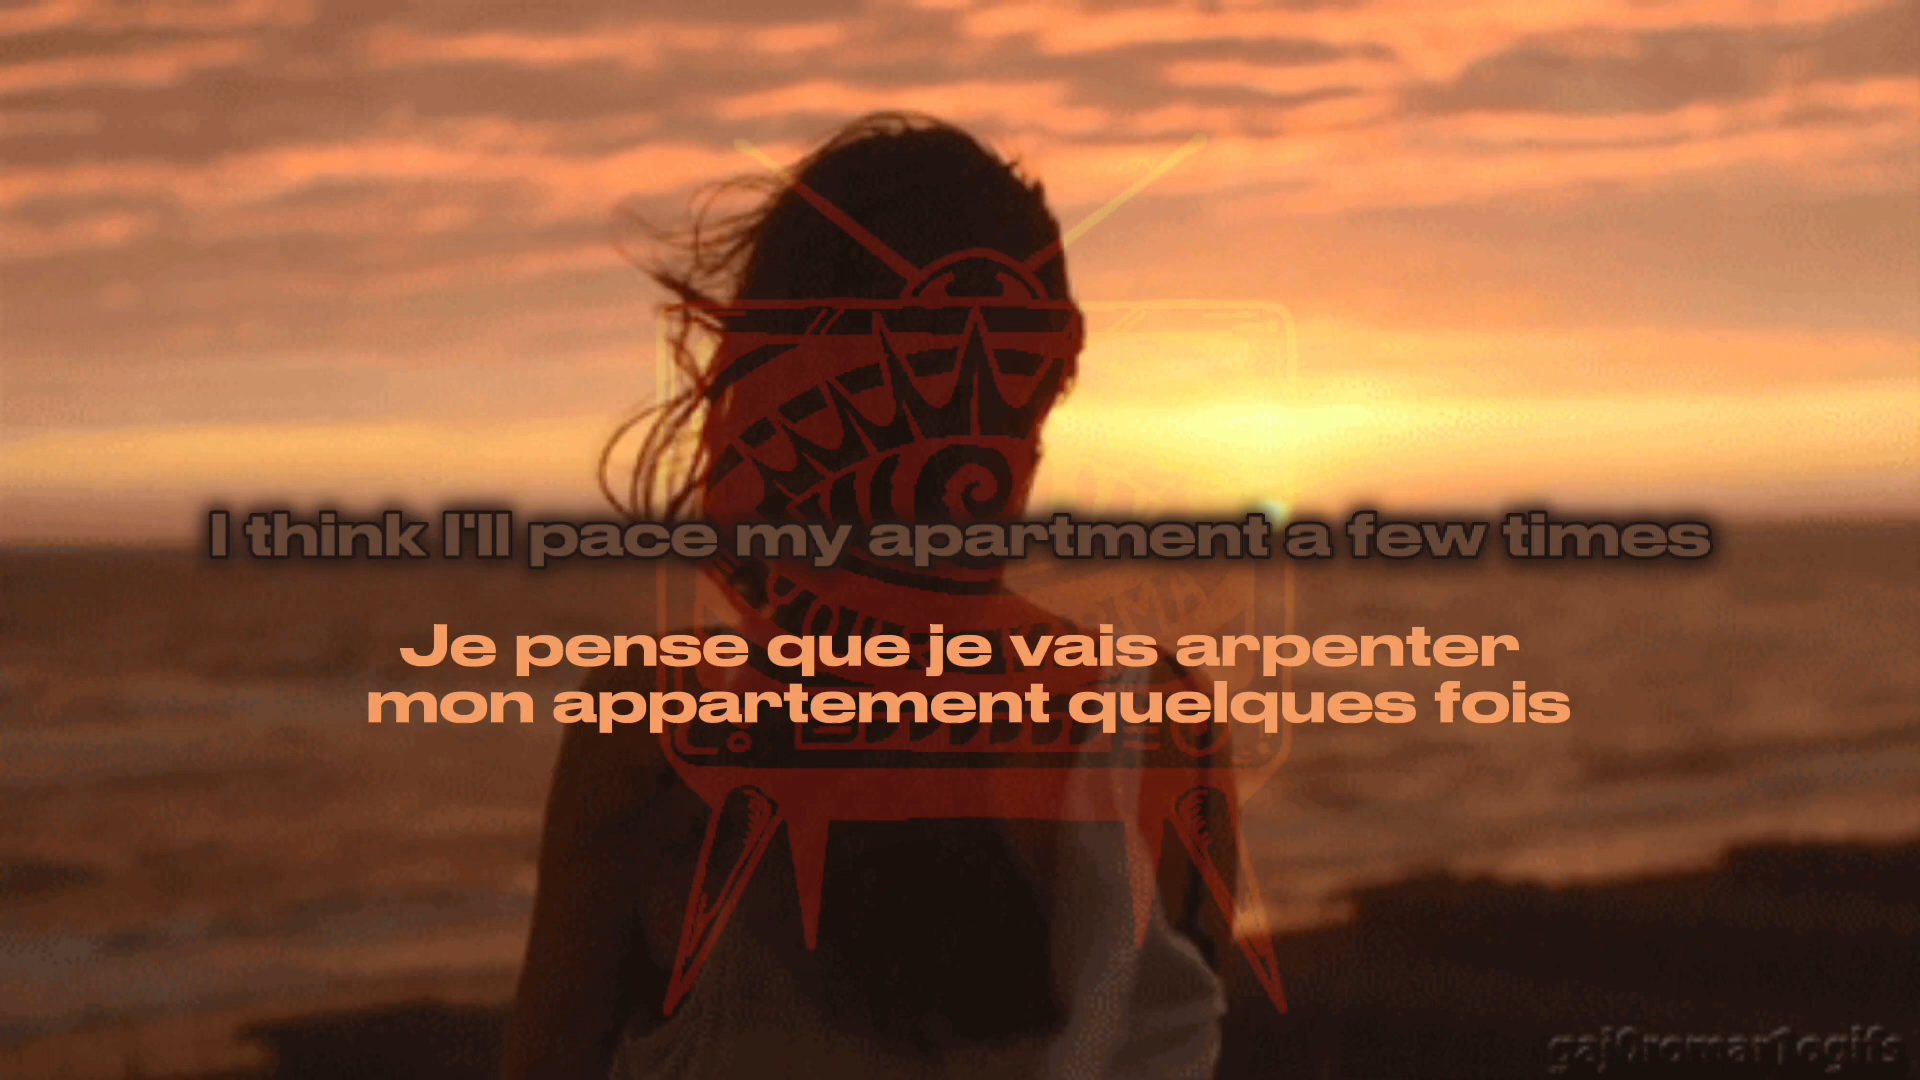 I think I'll pace my apartment a few times
Je pense que je vais arpenter
mon appartement quelques fois